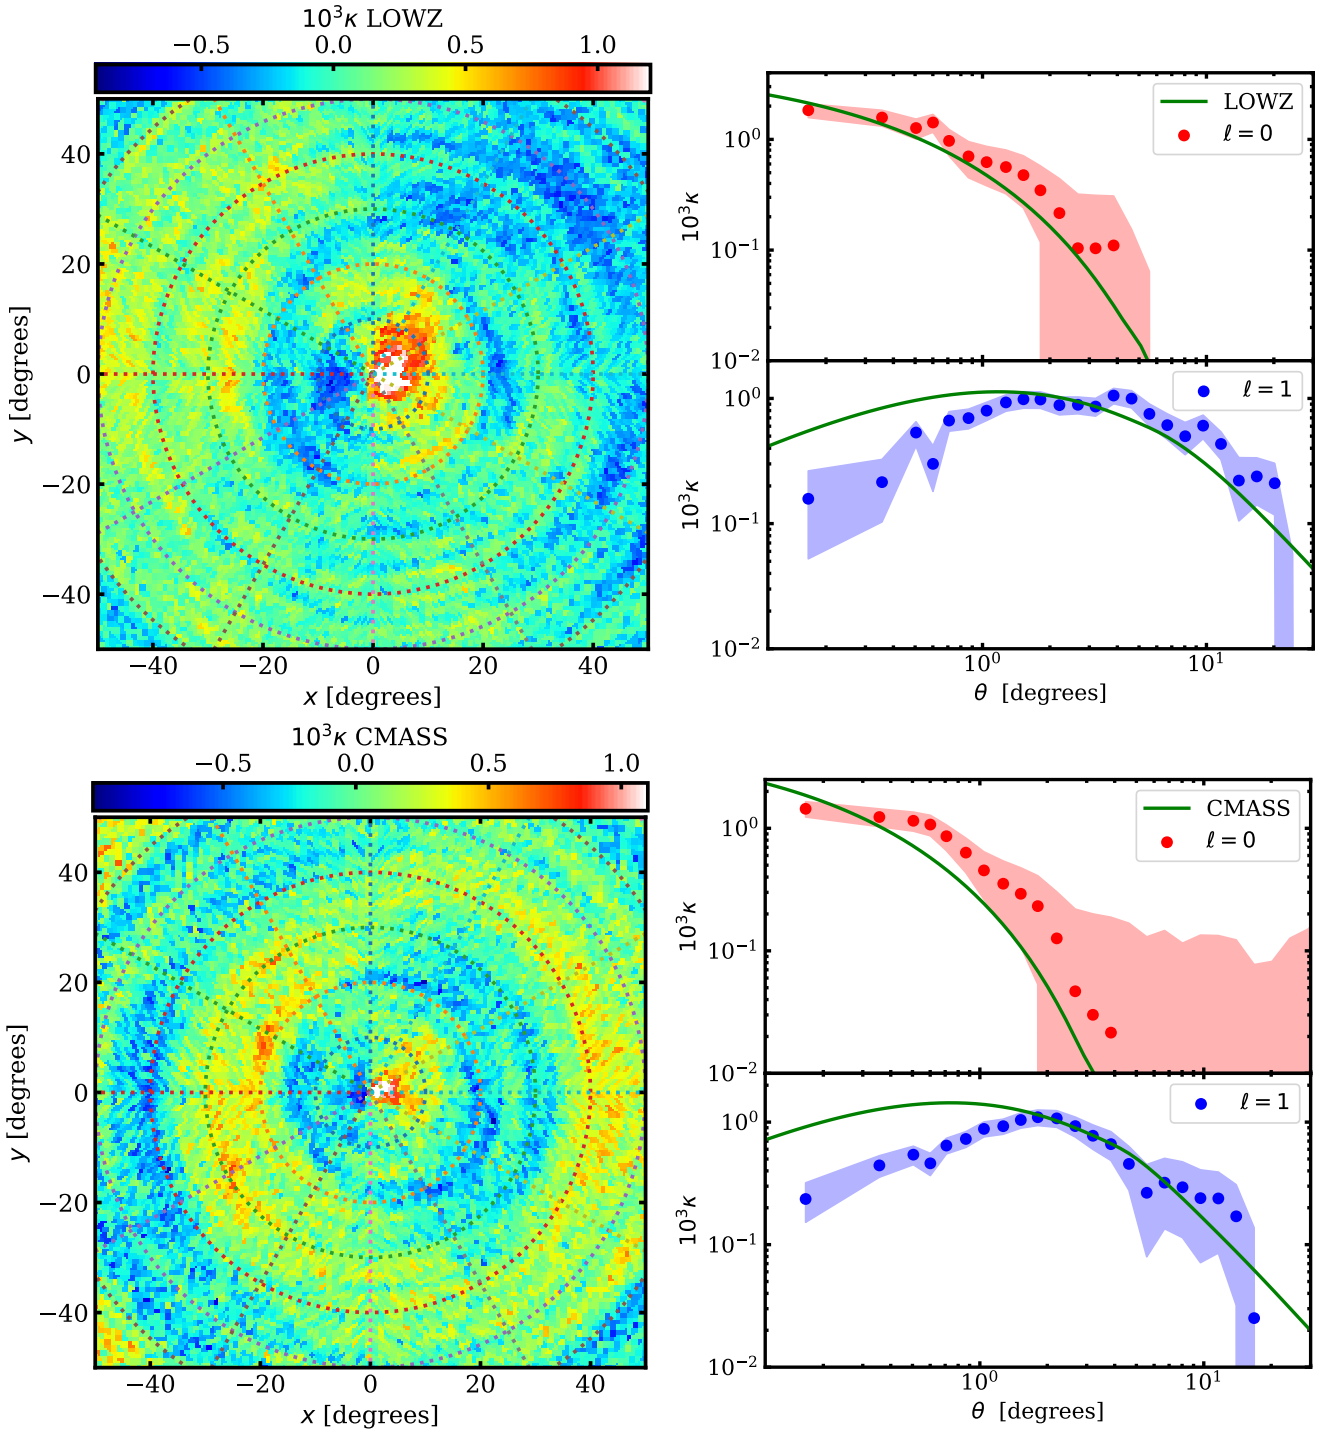 10³κ LOWZ
−0.5 0.0 0.5 1.0
40
20
0
−20
−40
y [degrees]
−40 −20 0 20 40
x [degrees]
LOWZ
ℓ = 0
10⁰
10⁻¹
10⁻²
10³κ
ℓ = 1
10⁰
10⁻¹
10⁻²
10³κ
10⁰ 10¹
θ [degrees]
10³κ CMASS
−0.5 0.0 0.5 1.0
40
20
0
−20
−40
y [degrees]
−40 −20 0 20 40
x [degrees]
CMASS
ℓ = 0
10⁰
10⁻¹
10⁻²
10³κ
ℓ = 1
10⁰
10⁻¹
10⁻²
10³κ
10⁰ 10¹
θ [degrees]